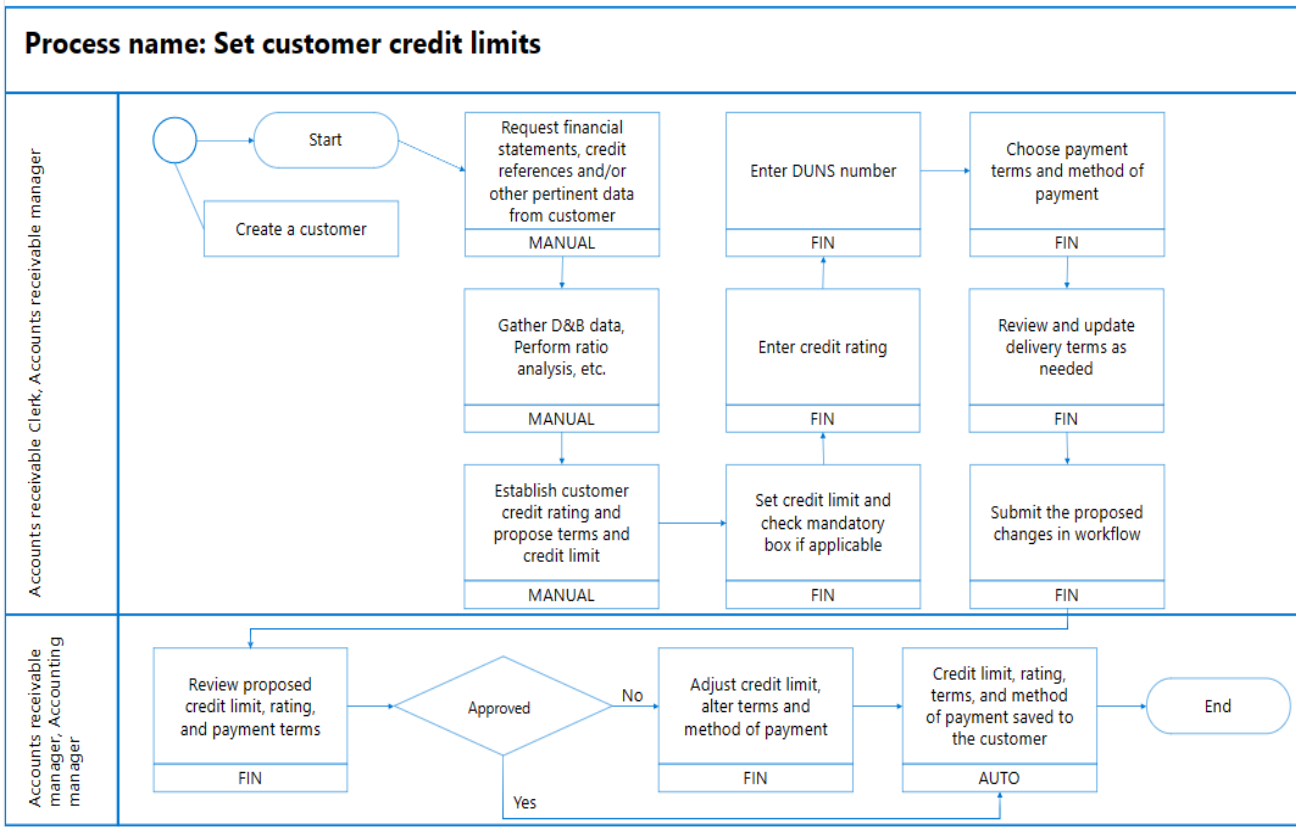 Process name: Set customer credit limits
Accounts receivable Clerk, Accounts receivable manager
Start
Create a customer
Request financial
statements, credit
references and/or
other pertinent data
from customer
MANUAL
Gather D&B data,
Perform ratio
analysis, etc.
MANUAL
Establish customer
credit rating and
propose terms and
credit limit
MANUAL
Set credit limit and
check mandatory
box if applicable
FIN
Enter credit rating
FIN
Enter DUNS number
FIN
Choose payment
terms and method of
payment
FIN
Review and update
delivery terms as
needed
FIN
Submit the proposed
changes in workflow
FIN
Accounts receivable
manager, Accounting
manager
Review proposed
credit limit, rating,
and payment terms
FIN
Approved
No
Yes
Adjust credit limit,
alter terms and
method of payment
FIN
Credit limit, rating,
terms, and method
of payment saved to
the customer
AUTO
End